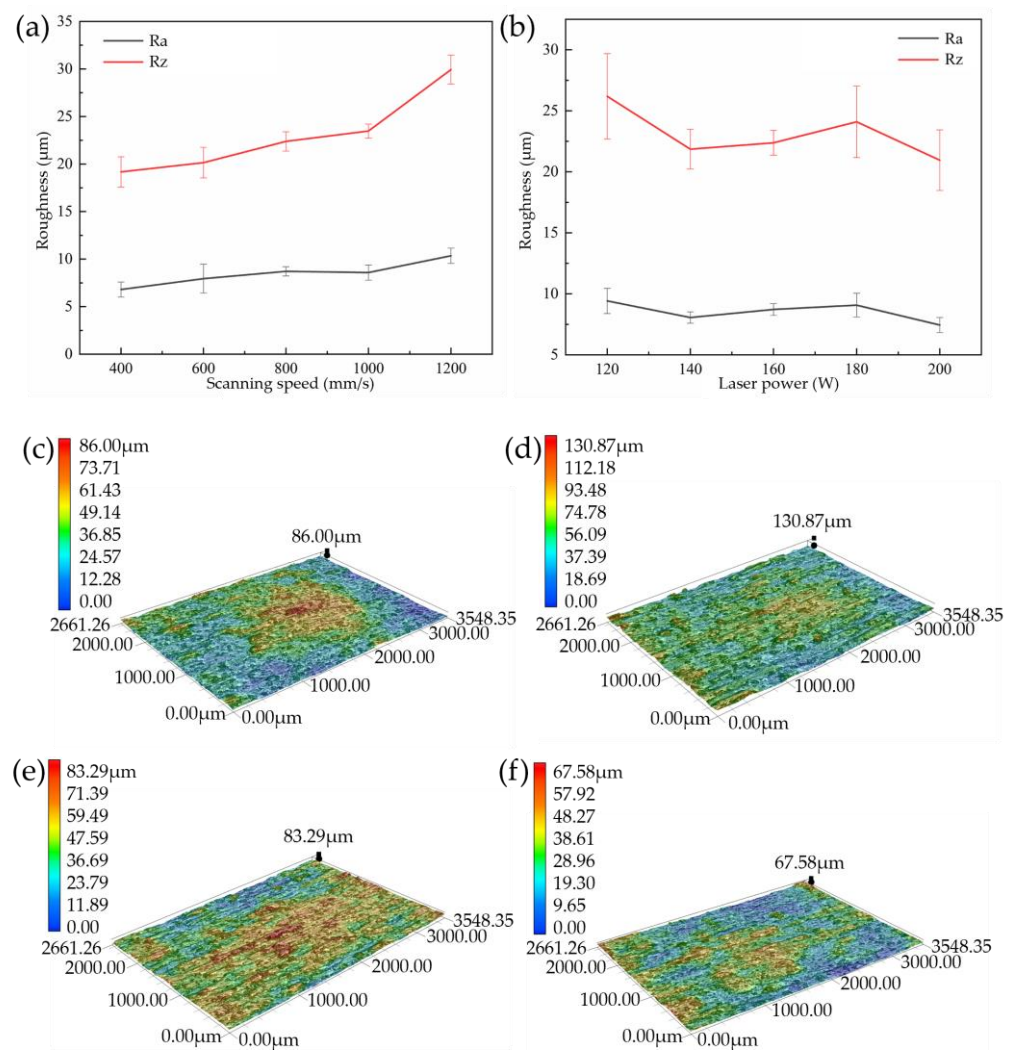 (a)
Ra
Rz
Roughness (μm)
35
30
25
20
15
10
5
0
400
600
800
1000
1200
Scanning speed (mm/s)
(b)
Ra
Rz
Roughness (μm)
30
25
20
15
10
5
120
140
160
180
200
Laser power (W)
(c)
86.00μm
73.71
61.43
49.14
36.85
24.57
12.28
0.00
86.00μm
2661.26
2000.00
1000.00
0.00μm
0.00μm
1000.00
2000.00
3000.00
3548.35
(d)
130.87μm
112.18
93.48
74.78
56.09
37.39
18.69
0.00
130.87μm
2661.26
2000.00
1000.00
0.00μm
0.00μm
1000.00
2000.00
3000.00
3548.35
(e)
83.29μm
71.39
59.49
47.59
36.69
23.79
11.89
0.00
83.29μm
2661.26
2000.00
1000.00
0.00μm
0.00μm
1000.00
2000.00
3000.00
3548.35
(f)
67.58μm
57.92
48.27
38.61
28.96
19.30
9.65
0.00
67.58μm
2661.26
2000.00
1000.00
0.00μm
0.00μm
1000.00
2000.00
3000.00
3548.35